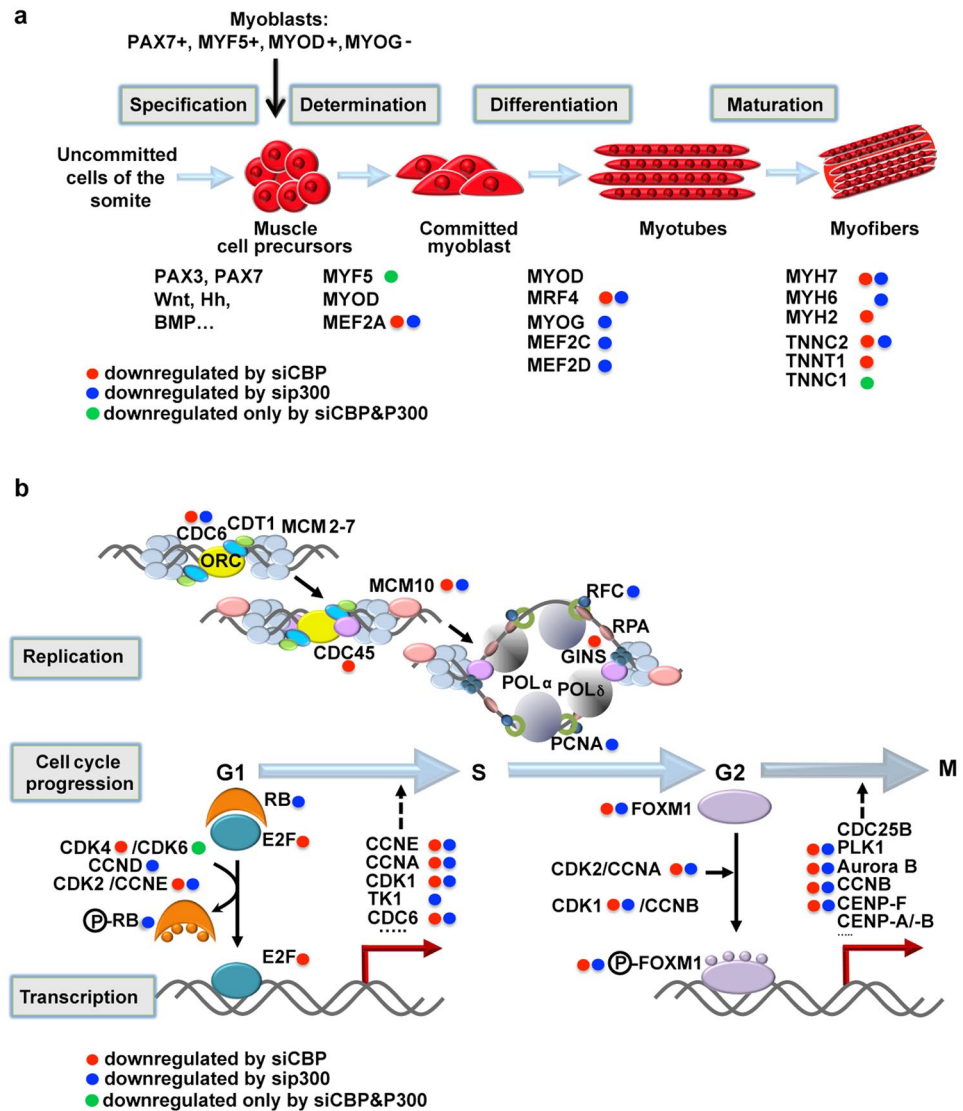 a
Myoblasts:
PAX7+, MYF5+, MYOD+, MYOG-
Specification
Determination
Differentiation
Maturation
Uncommitted
cells of the
somite
Muscle
cell precursors
Committed
myoblast
Myotubes
Myofibers
PAX3, PAX7
Wnt, Hh,
BMP...
MYF5
MYOD
MEF2A
MYOD
MRF4
MYOG
MEF2C
MEF2D
MYH7
MYH6
MYH2
TNNC2
TNNT1
TNNC1
downregulated by siCBP
downregulated by sip300
downregulated only by siCBP&P300
b
CDC6
CDT1
MCM 2-7
ORC
MCM10
CDC45
RFC
RPA
GINS
POL α
POL δ
PCNA
Replication
Cell cycle
progression
G1
S
G2
M
RB
E2F
CDK4 /CDK6
CCND
CDK2 /CCNE
P-RB
E2F
CCNE
CCNA
CDK1
TK1
CDC6
......
FOXM1
CDK2/CCNA
CDK1 /CCNB
P-FOXM1
CDC25B
PLK1
Aurora B
CCNB
CENP-F
CENP-A/-B
.....
Transcription
downregulated by siCBP
downregulated by sip300
downregulated only by siCBP&P300